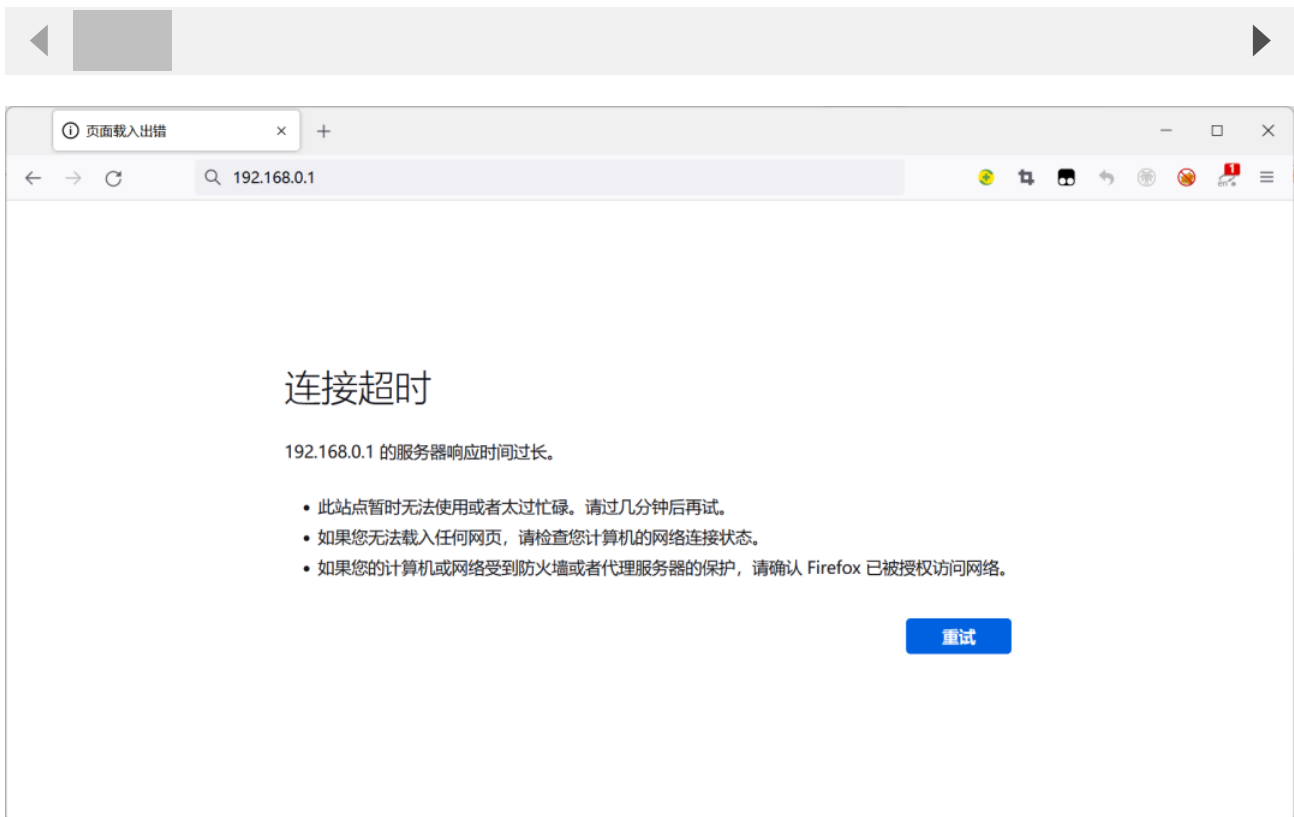 页面载入出错
192.168.0.1
1
en
连接超时
192.168.0.1 的服务器响应时间过长。
此站点暂时无法使用或者太过忙碌。请过几分钟后再试。
如果您无法载入任何网页，请检查您计算机的网络连接状态。
如果您的计算机或网络受到防火墙或者代理服务器的保护，请确认 Firefox 已被授权访问网络。
重试